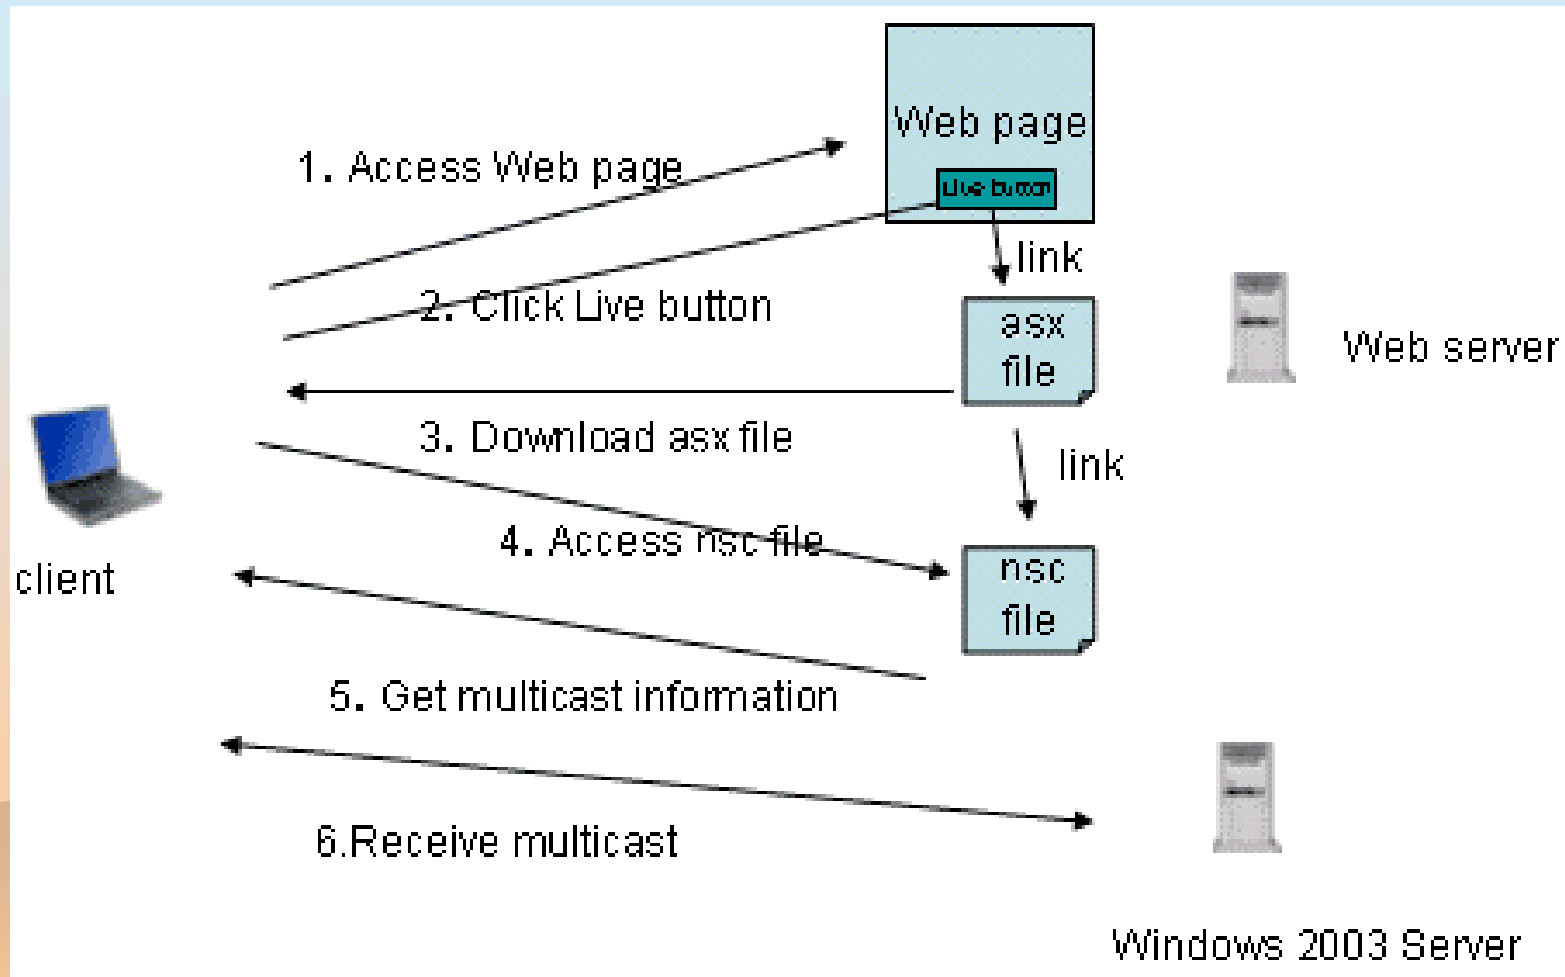 Web page
1. Access Web page
Live button
link
2. Click Live button
asx
file
Web server
3. Download asx file
link
4. Access nsc file
nsc
file
client
5. Get multicast information
6.Receive multicast
Windows 2003 Server